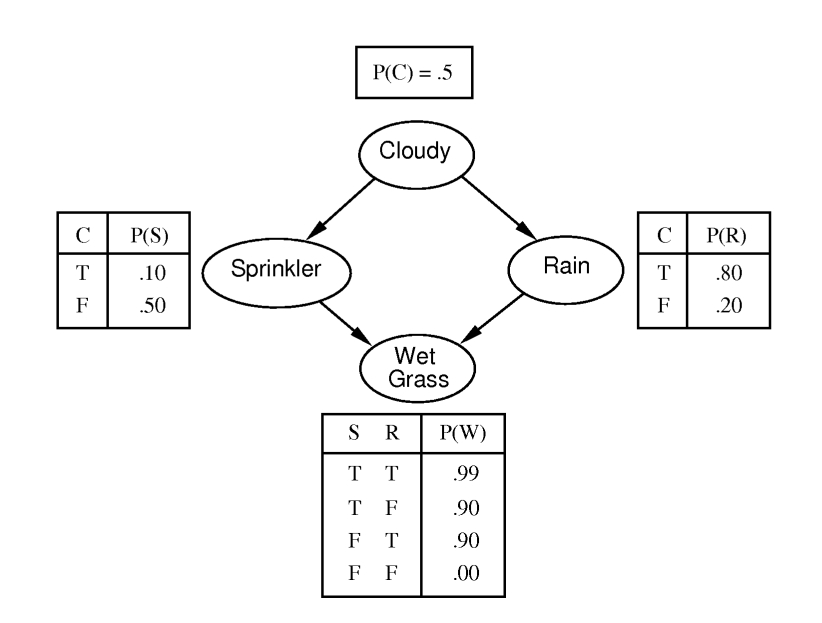 P(C) = .5
Cloudy
C P(S)
T .10
F .50
Sprinkler
Rain
C P(R)
T .80
F .20
Wet
Grass
S R P(W)
T T .99
T F .90
F T .90
F F .00